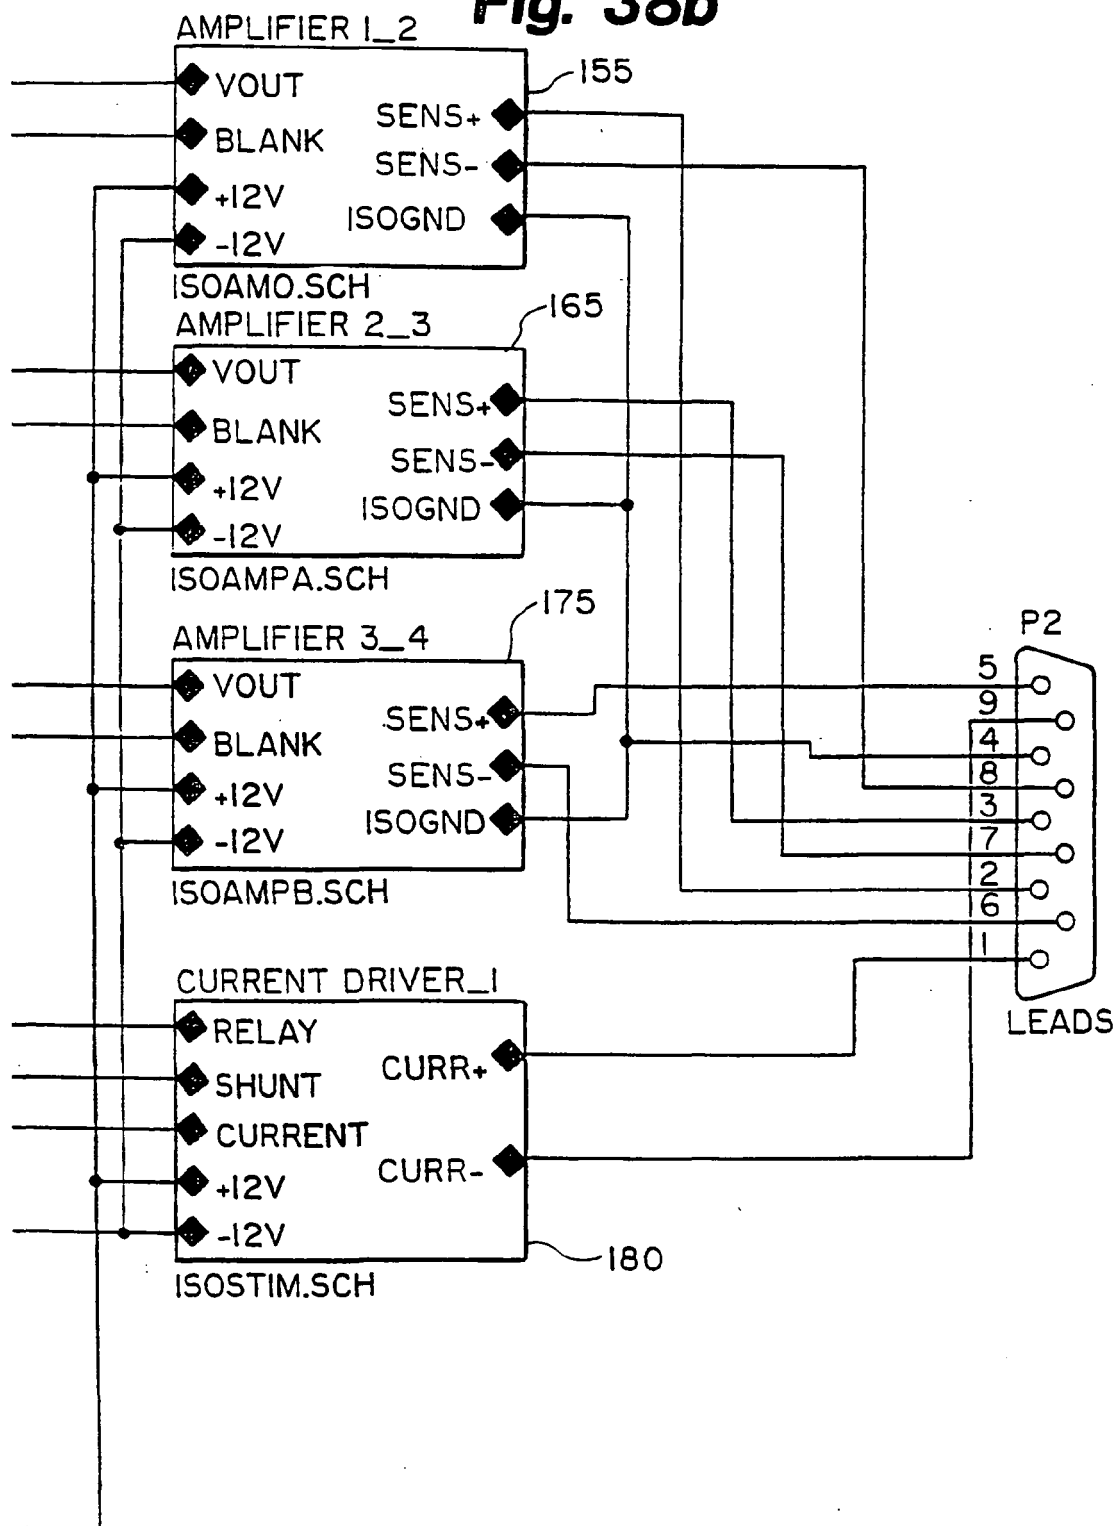 Fig. 38b
AMPLIFIER 1_2
VOUT
BLANK
+12V
-12V
SENS+
SENS-
ISOGND
155
ISOAMO.SCH
AMPLIFIER 2_3
VOUT
BLANK
+12V
-12V
SENS+
SENS-
ISOGND
165
ISOAMPA.SCH
AMPLIFIER 3_4
VOUT
BLANK
+12V
-12V
SENS+
SENS-
ISOGND
175
ISOAMPB.SCH
P2
5
9
4
8
3
7
2
6
1
LEADS
CURRENT DRIVER_1
RELAY
SHUNT
CURRENT
+12V
-12V
CURR+
CURR-
180
ISOSTIM.SCH